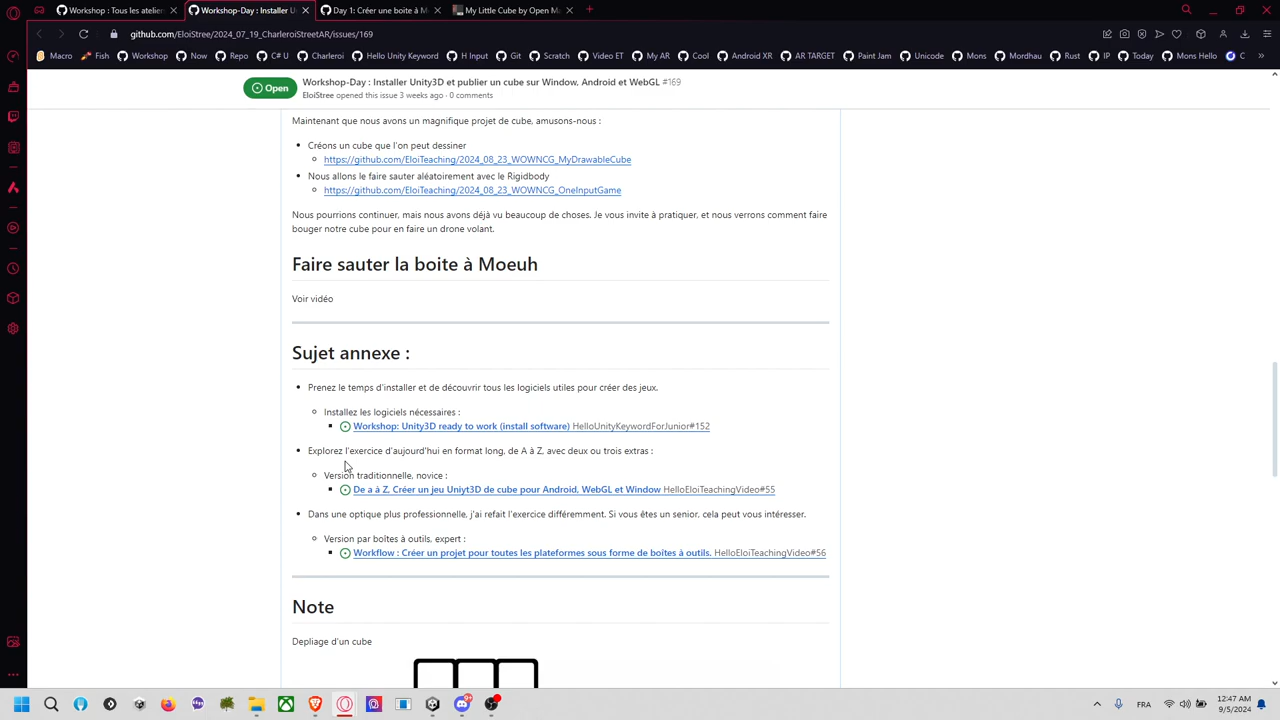 Workshop : Tous les atelier
Workshop-Day : Installer U
Day 1: Créer une boite à M
My Little Cube by Open M
github.com/EloiStree/2024_07_19_CharleroiStreetAR/issues/169
Macro
Fish
Workshop
Now
Repo
C# U
Charleroi
Hello Unity Keyword
H Input
Git
Scratch
Video ET
My AR
Cool
Android XR
AR TARGET
Paint Jam
Unicode
Mons
Mordhau
Rust
IP
Today
Mons Hello
C
Open
Workshop-Day : Installer Unity3D et publier un cube sur Window, Android et WebGL #169
EloiStree opened this issue 3 weeks ago · 0 comments
Maintenant que nous avons un magnifique projet de cube, amusons-nous :
Créons un cube que l'on peut dessiner
https://github.com/EloiTeaching/2024_08_23_WOWNCG_MyDrawableCube
Nous allons le faire sauter aléatoirement avec le Rigidbody
https://github.com/EloiTeaching/2024_08_23_WOWNCG_OneInputGame
Nous pourrions continuer, mais nous avons déjà vu beaucoup de choses. Je vous invite à pratiquer, et nous verrons comment faire
bouger notre cube pour en faire un drone volant.
Faire sauter la boite à Moeuh
Voir vidéo
Sujet annexe :
Prenez le temps d'installer et de découvrir tous les logiciels utiles pour créer des jeux.
Installez les logiciels nécessaires :
Workshop: Unity3D ready to work (install software) HelloUnityKeywordForJunior#152
Explorez l'exercice d'aujourd'hui en format long, de A à Z, avec deux ou trois extras :
Version traditionnelle, novice :
De a á Z, Créer un jeu Uniyt3D de cube pour Android, WebGL et Window HelloEloiTeachingVideo#55
Dans une optique plus professionnelle, j'ai refait l'exercice différemment. Si vous êtes un senior, cela peut vous intéresser.
Version par boîtes à outils, expert :
Workflow : Créer un projet pour toutes les plateformes sous forme de boîtes à outils. HelloEloiTeachingVideo#56
Note
Depliage d'un cube
FRA
12:47 AM
9/5/2024